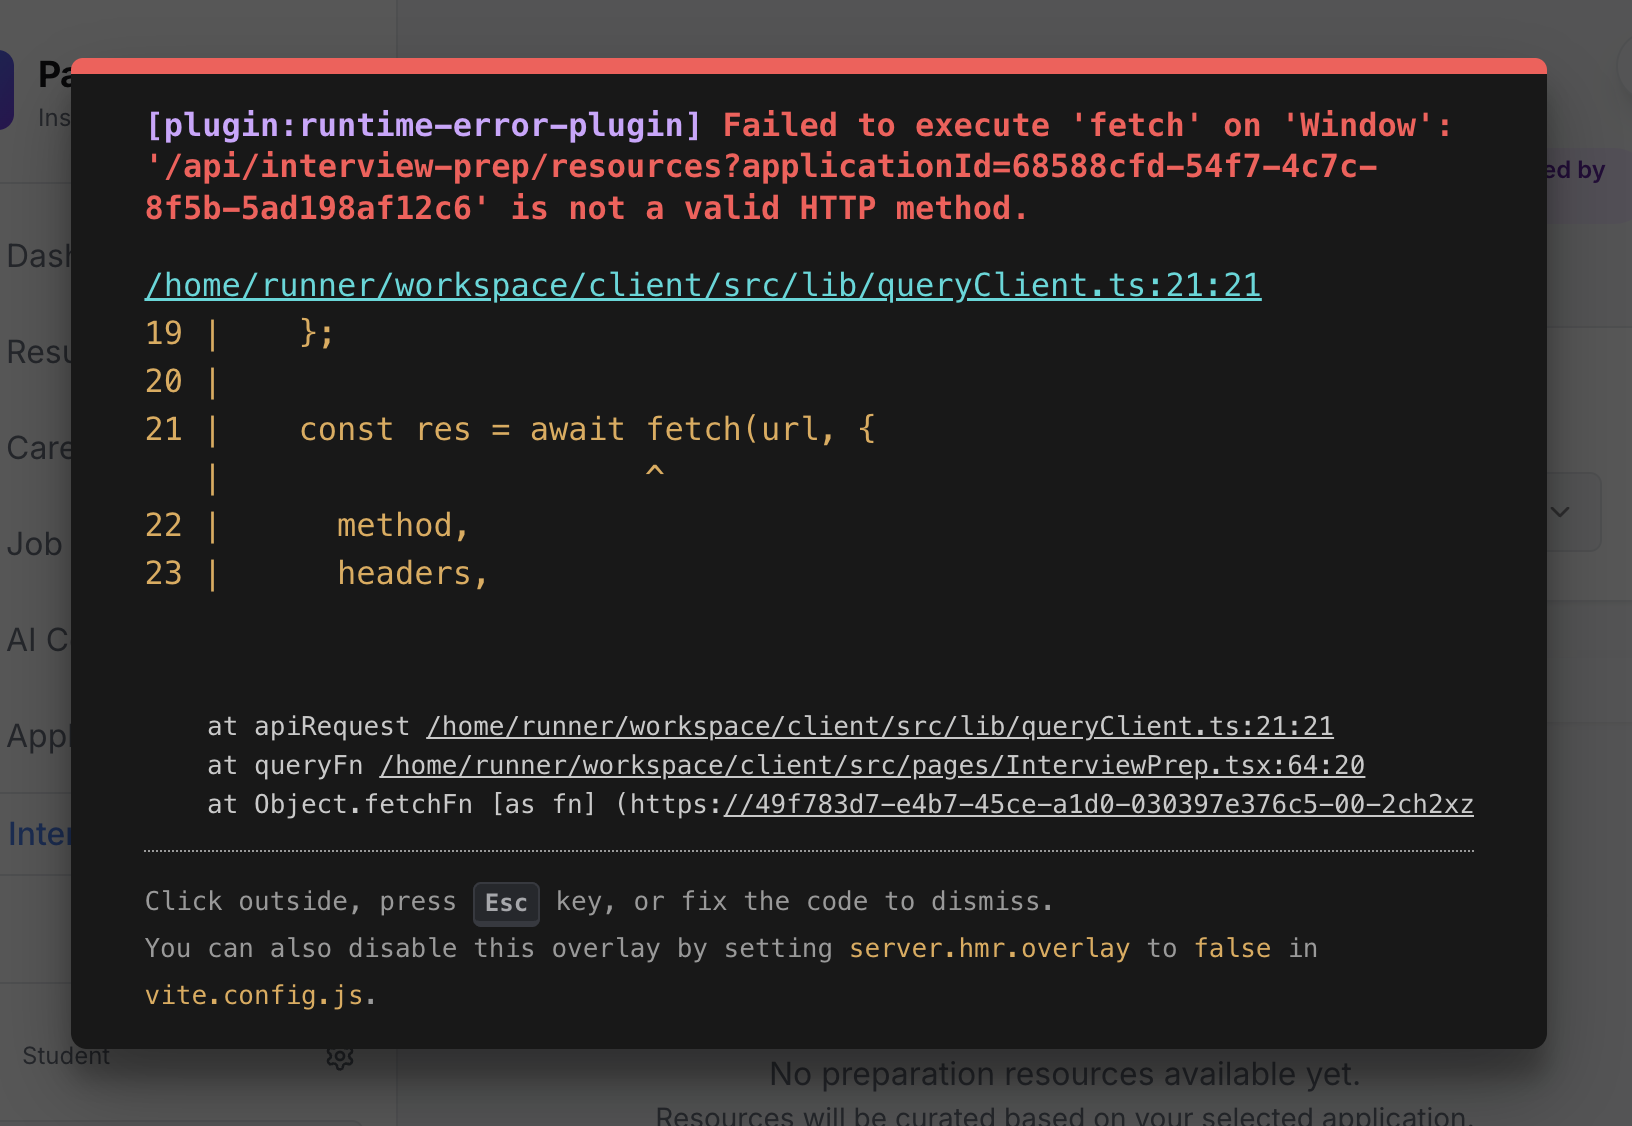 Pa
Ins
[plugin:runtime-error-plugin] Failed to execute 'fetch' on 'Window':
'/api/interview-prep/resources?applicationId=68588cfd-54f7-4c7c-
8f5b-5ad198af12c6' is not a valid HTTP method.
ed by
/home/runner/workspace/client/src/lib/queryClient.ts:21:21
19 |    };
20 |
21 |    const res = await fetch(url, {
   |                      ^
22 |      method,
23 |      headers,
Dash
Resu
Care
Job
AI C
Appl
Inter
at apiRequest /home/runner/workspace/client/src/lib/queryClient.ts:21:21
at queryFn /home/runner/workspace/client/src/pages/InterviewPrep.tsx:64:20
at Object.fetchFn [as fn] (https://49f783d7-e4b7-45ce-a1d0-030397e376c5-00-2ch2xz
Click outside, press Esc key, or fix the code to dismiss.
You can also disable this overlay by setting server.hmr.overlay to false in
vite.config.js.
Student
No preparation resources available yet.
Resources will be curated based on your selected application.